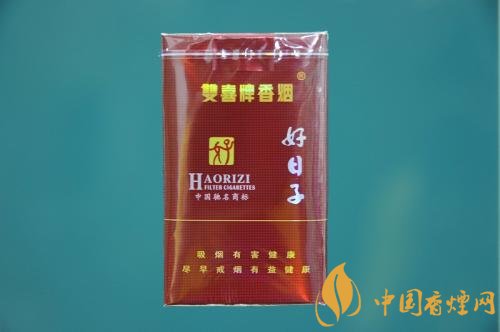 雙喜牌香烟
®
好日子
HAORIZI
FILTER CIGARETTES
中国驰名商标
吸烟有害健康
尽早戒烟有益健康
中国香烟网